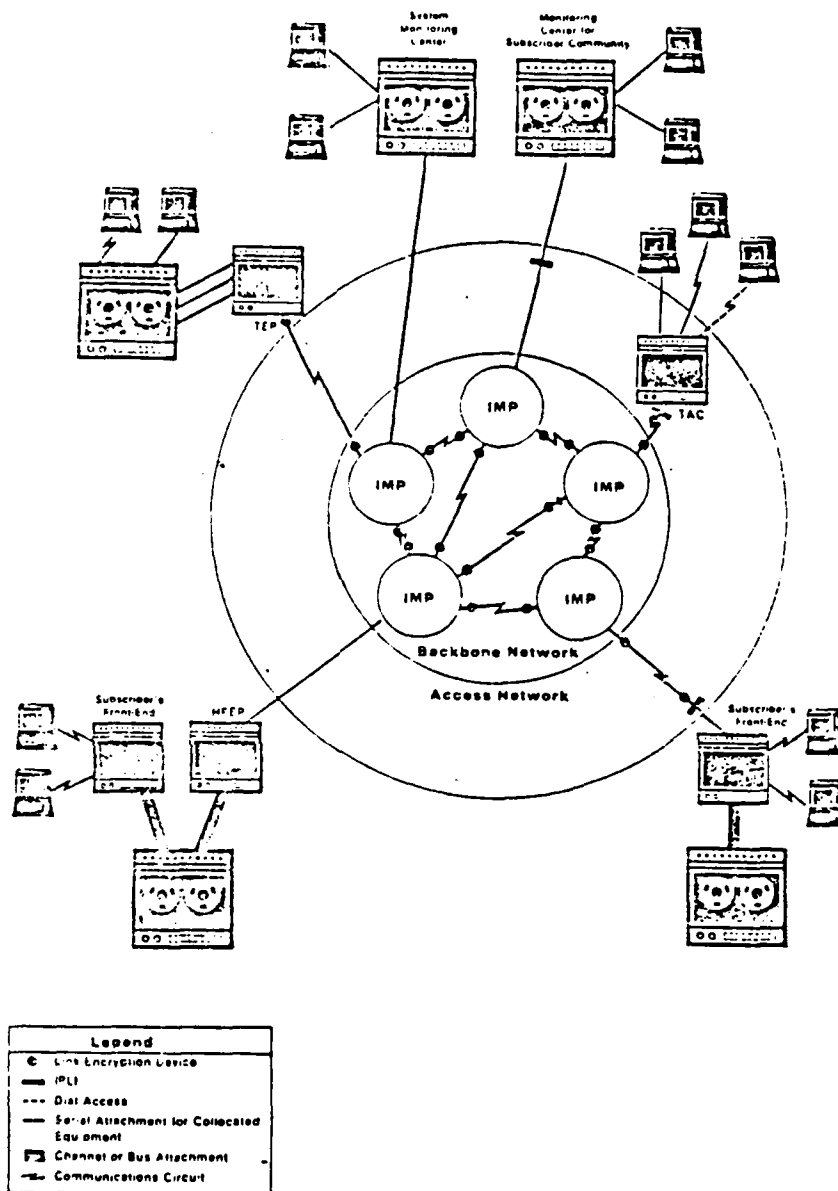 System
Monitoring
Center
Monitoring
Center for
Subscriber Community
TEP
TAC
IMP
IMP
IMP
IMP
IMP
Backbone Network
Access Network
Subscriber's
Front-End
HFEP
Subscriber's
Front-End
Legend
Link Encryption Device
IPLI
Dial Access
Serial Attachment for Collocated
Equipment
Channel or Bus Attachment
Communications Circuit